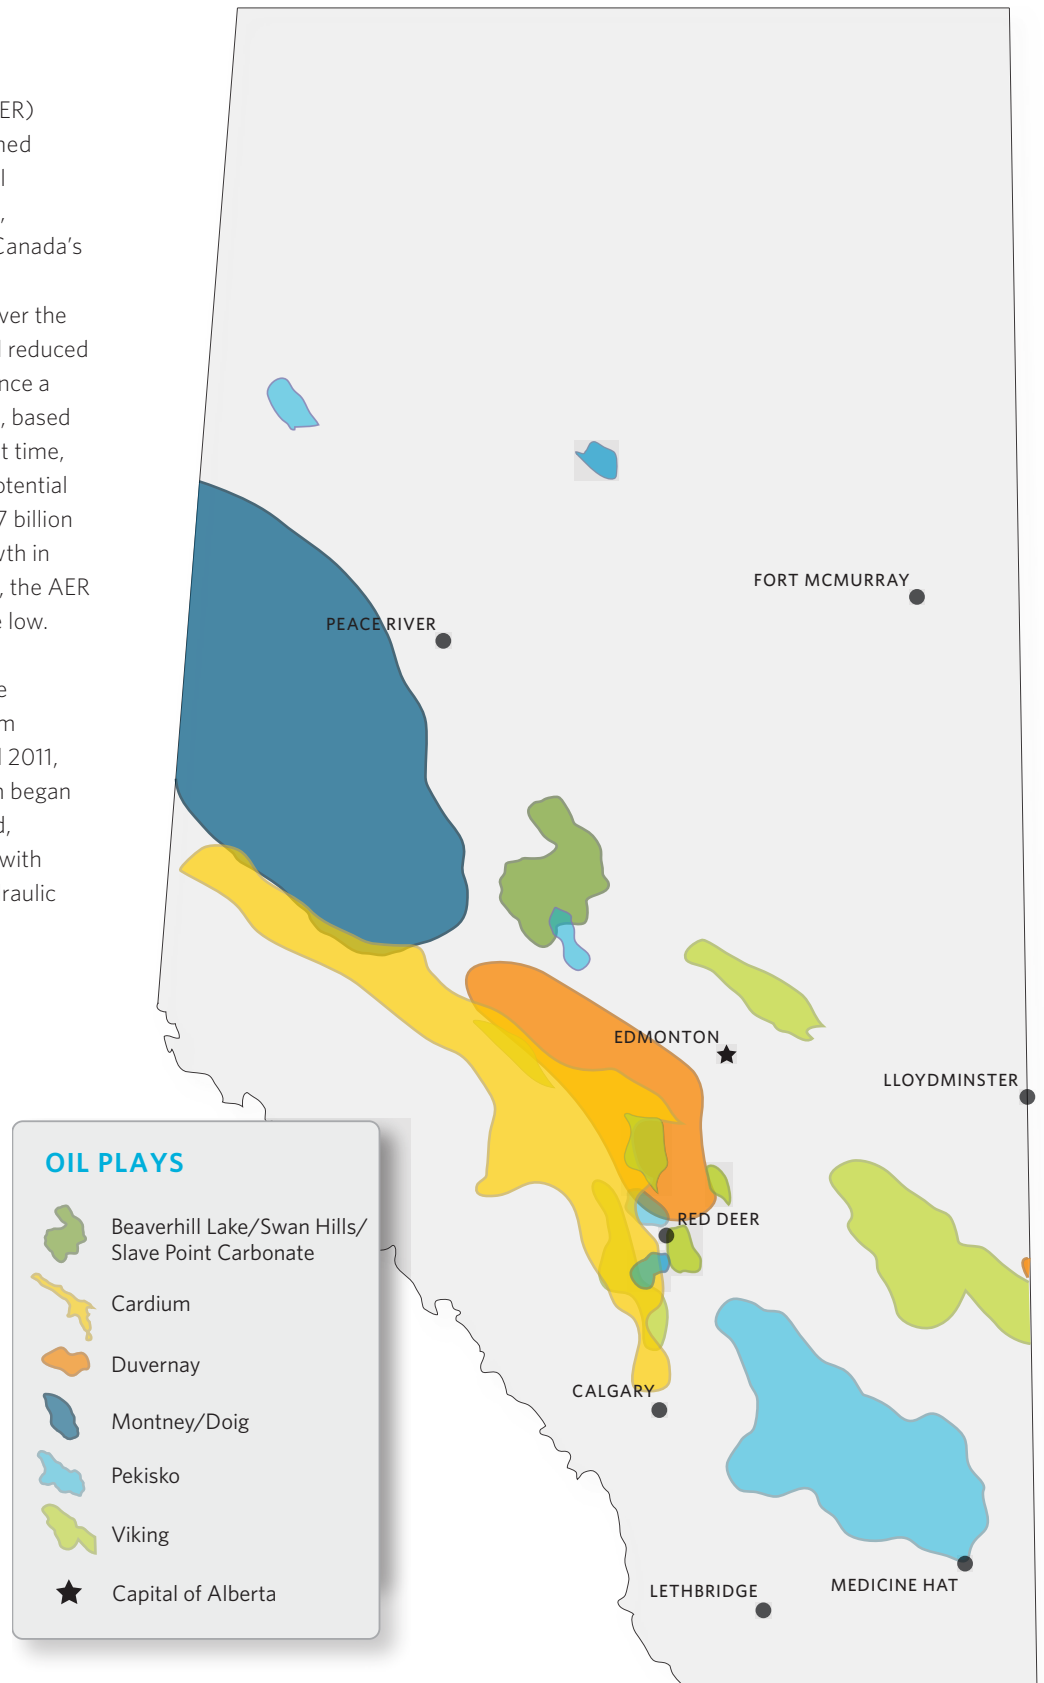 ER)
ned
l
,
Canada's
ver the
l reduced
nce a
, based
t time,
otential
7 billion
wth in
, the AER
e low.
e
m
l 2011,
n began
d,
with
raulic
FORT MCMURRAY
PEACE RIVER
EDMONTON
LLOYDMINSTER
RED DEER
CALGARY
LETHBRIDGE
MEDICINE HAT
OIL PLAYS
Beaverhill Lake/Swan Hills/
Slave Point Carbonate
Cardium
Duvernay
Montney/Doig
Pekisko
Viking
Capital of Alberta